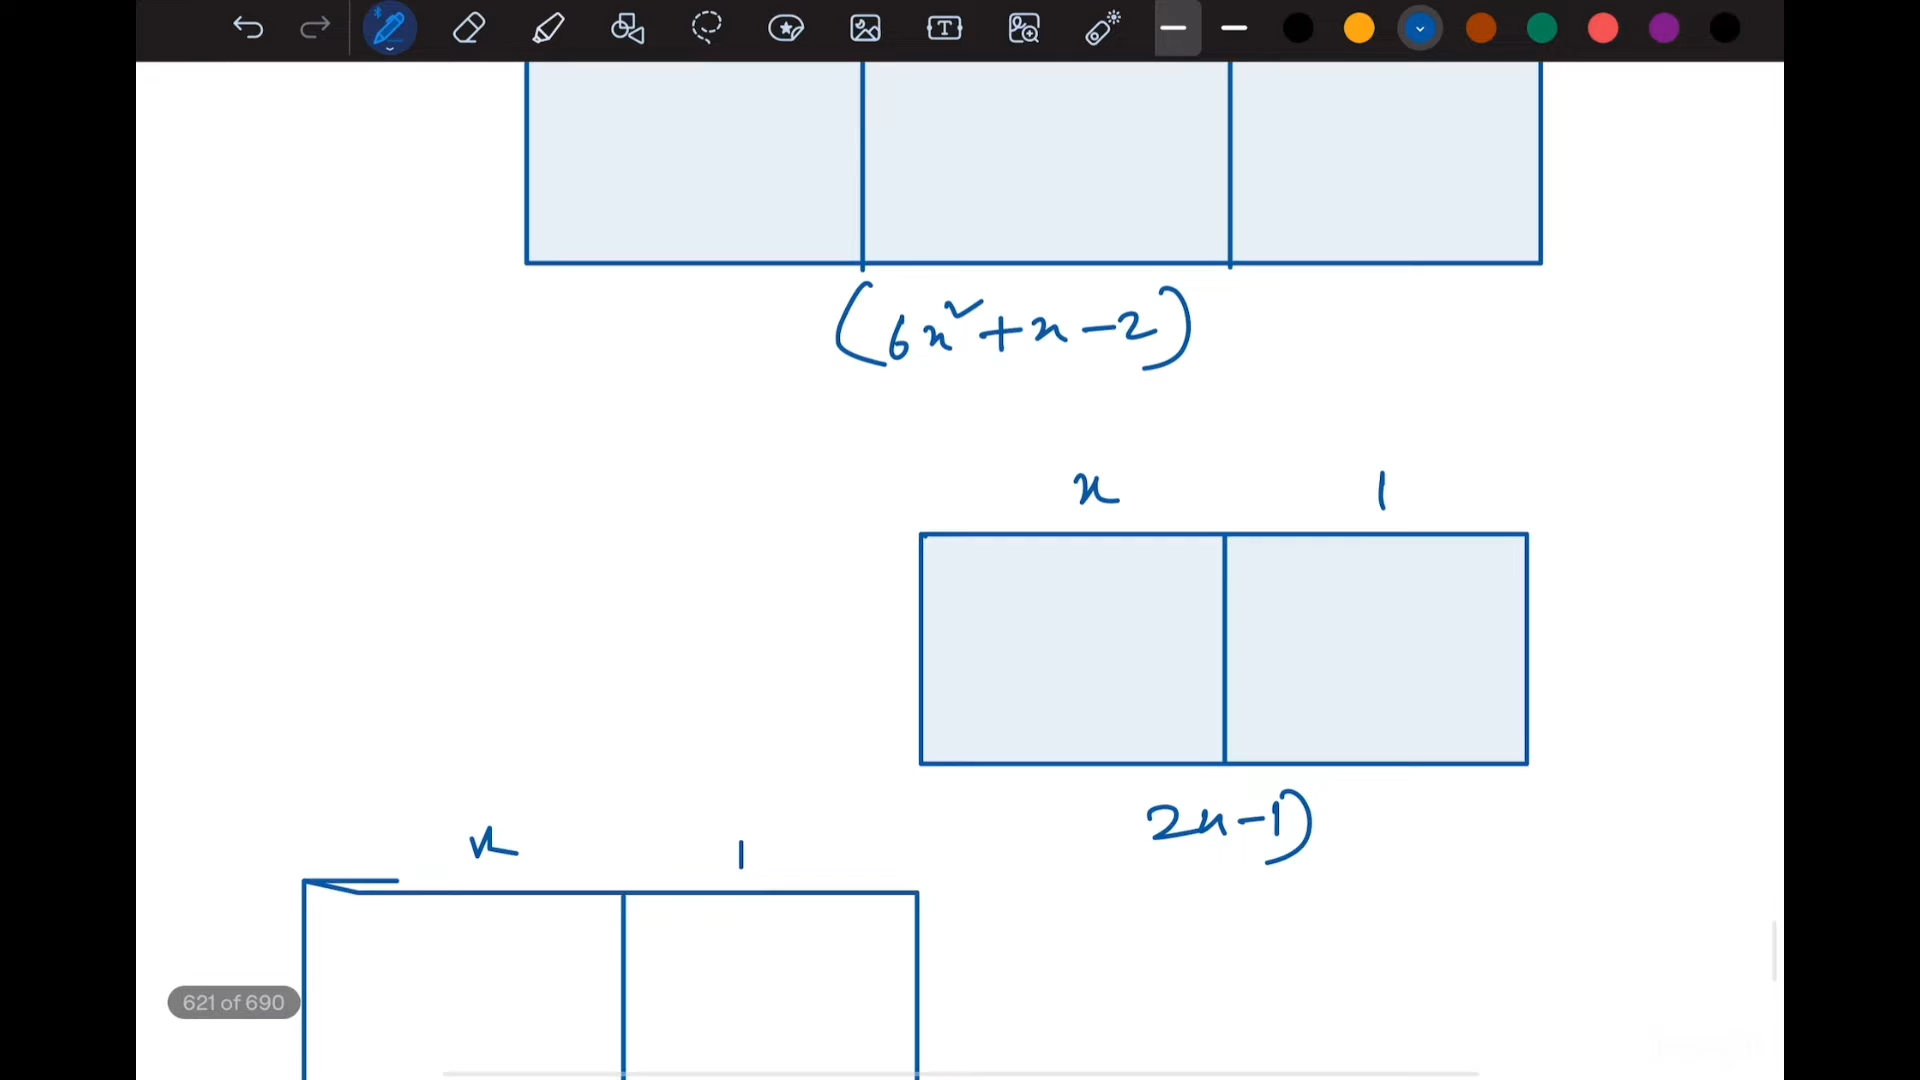 (6x²+x-2)
x 1
2x-1)
x 1
621 of 690